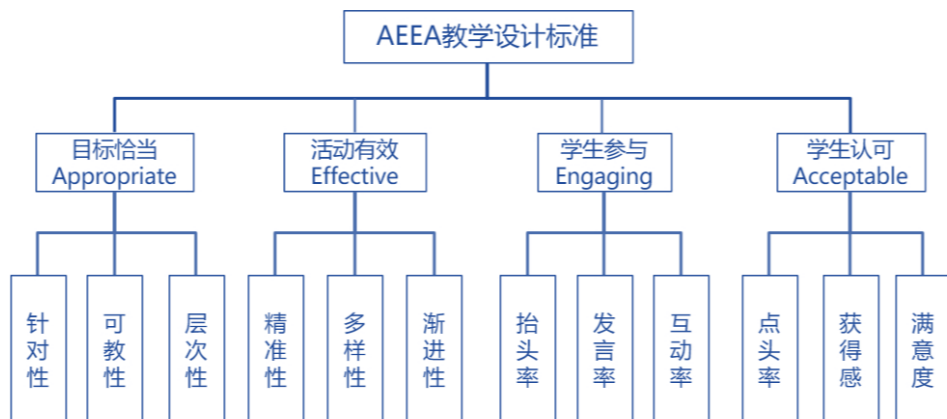 AEEA教学设计标准
目标恰当
Appropriate
活动有效
Effective
学生参与
Engaging
学生认可
Acceptable
针对性
可教性
层次性
精准性
多样性
渐进性
抬头率
发言率
互动率
点头率
获得感
满意度